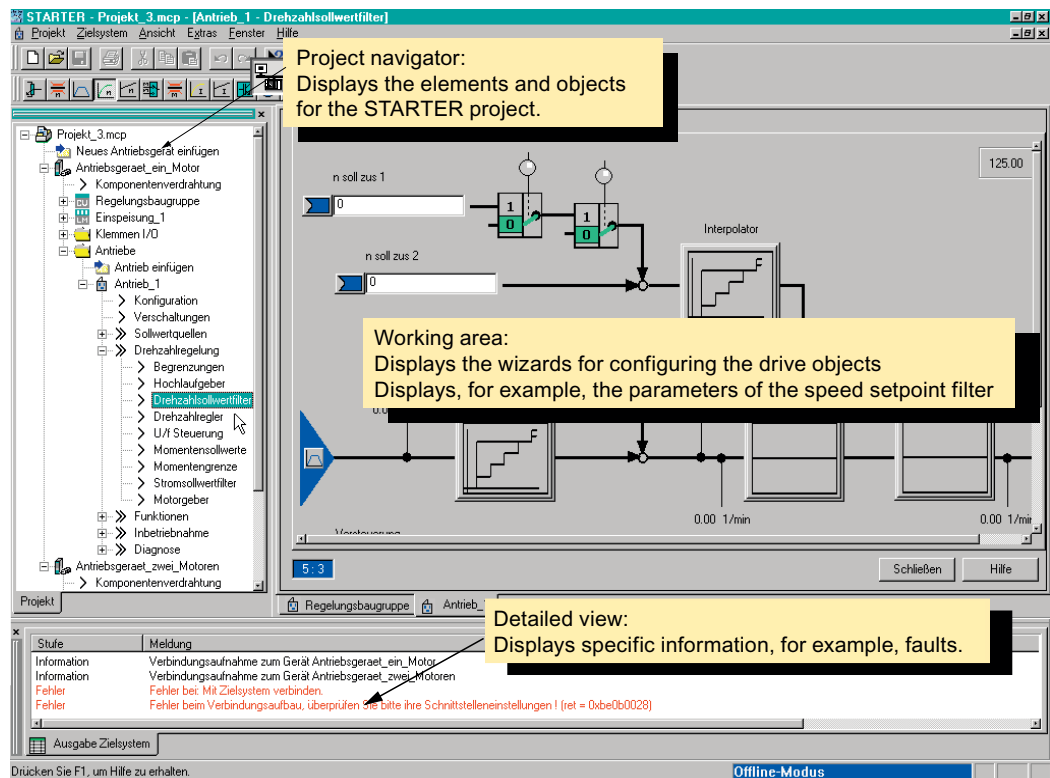 STARTER - Projekt_3.mcp - [Antrieb_1 - Drehzahlsollwertfilter]
Projekt Zielsystem Ansicht Extras Fenster Hilfe
Project navigator:
Displays the elements and objects
for the STARTER project.
Projekt_3.mcp
Neues Antriebsgerät einfügen
Antriebsgeraet_ein_Motor
Komponentenverdrahtung
Regelungsbaugruppe
Einspeisung_1
Klemmen I/O
Antriebe
Antrieb einfügen
Antrieb_1
Konfiguration
Verschaltungen
Sollwertquellen
Drehzahlregelung
Begrenzungen
Hochlaufgeber
Drehzahlsollwertfilter
Drehzahlregler
U/f Steuerung
Momentensollwerte
Momentengrenze
Stromsollwertfilter
Motorgeber
Funktionen
Inbetriebnahme
Diagnose
Antriebsgeraet_zwei_Motoren
Komponentenverdrahtung
Projekt
125.00
n soll zus 1
0
1
0
1
0
n soll zus 2
0
Interpolator
Working area:
Displays the wizards for configuring the drive objects
Displays, for example, the parameters of the speed setpoint filter
0.00 1/min
0.00 1/min
Vorsteuerung
5 : 3
Schließen
Hilfe
Regelungsbaugruppe
Antrieb_
Detailed view:
Displays specific information, for example, faults.
Stufe Meldung
Information Verbindungsaufnahme zum Gerät Antriebsgeraet_ein_Motor
Information Verbindungsaufnahme zum Gerät Antriebsgeraet_zwei_Motoren
Fehler Fehler bei: Mit Zielsystem verbinden.
Fehler Fehler beim Verbindungsaufbau, überprüfen Sie bitte ihre Schnittstelleneinstellungen ! (ret = 0xbe0b0028)
Ausgabe Zielsystem
Drücken Sie F1, um Hilfe zu erhalten.
Offline-Modus